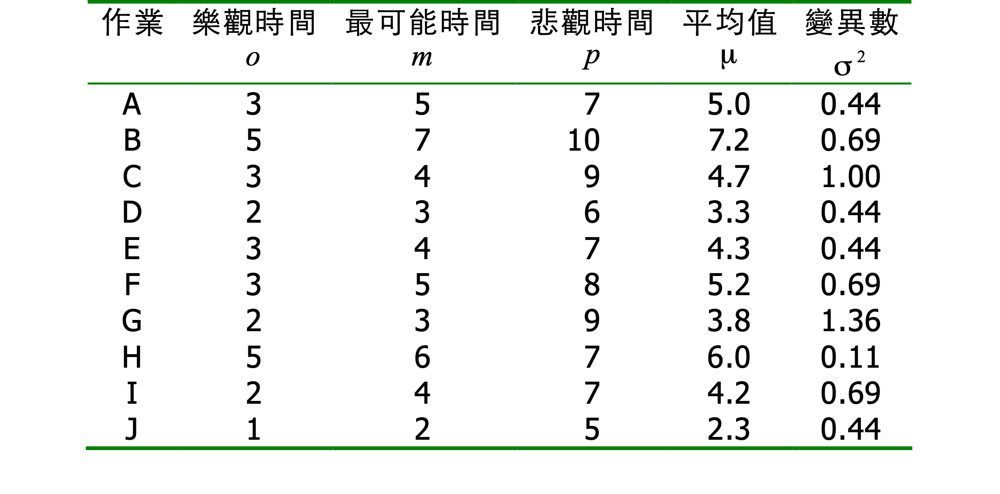 作業 樂觀時間 最可能時間 悲觀時間 平均值 變異數
o m p μ σ²
A 3 5 7 5.0 0.44
B 5 7 10 7.2 0.69
C 3 4 9 4.7 1.00
D 2 3 6 3.3 0.44
E 3 4 7 4.3 0.44
F 3 5 8 5.2 0.69
G 2 3 9 3.8 1.36
H 5 6 7 6.0 0.11
I 2 4 7 4.2 0.69
J 1 2 5 2.3 0.44